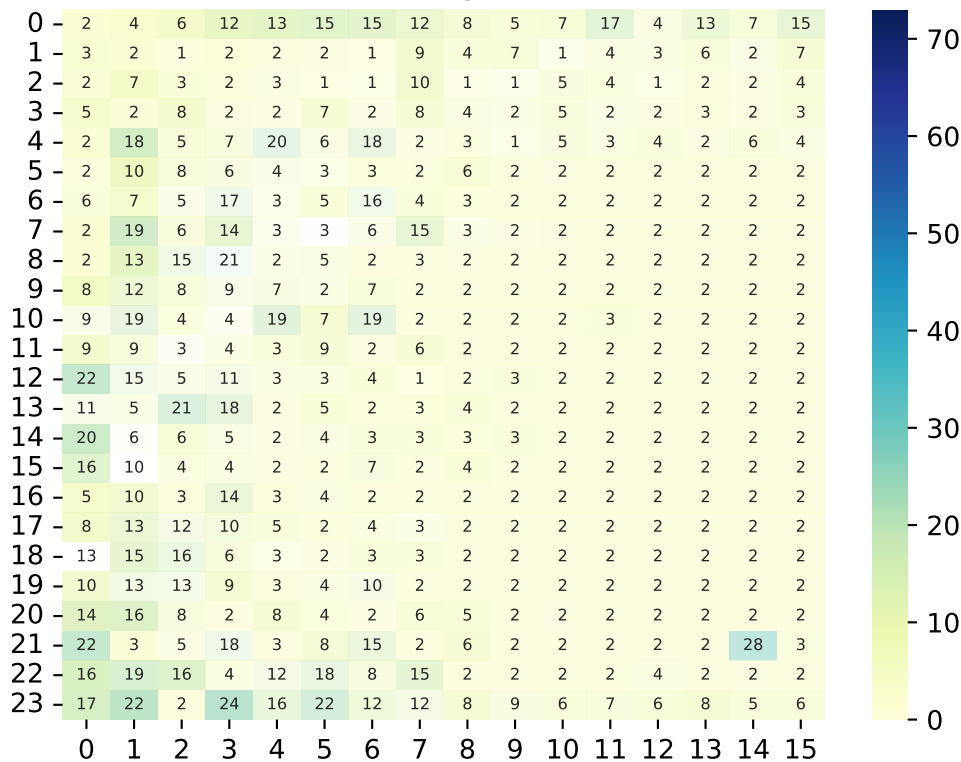 0 2 4 6 12 13 15 15 12 8 5 7 17 4 13 7 15
1 3 2 1 2 2 2 1 9 4 7 1 4 3 6 2 7
2 2 7 3 2 3 1 1 10 1 1 5 4 1 2 2 4
3 5 2 8 2 2 7 2 8 4 2 5 2 2 3 2 3
4 2 18 5 7 20 6 18 2 3 1 5 3 4 2 6 4
5 2 10 8 6 4 3 3 2 6 2 2 2 2 2 2 2
6 6 7 5 17 3 5 16 4 3 2 2 2 2 2 2 2
7 2 19 6 14 3 3 6 15 3 2 2 2 2 2 2 2
8 2 13 15 21 2 5 2 3 2 2 2 2 2 2 2 2
9 8 12 8 9 7 2 7 2 2 2 2 2 2 2 2 2
10 9 19 4 4 19 7 19 2 2 2 2 3 2 2 2 2
11 9 9 3 4 3 9 2 6 2 2 2 2 2 2 2 2
12 22 15 5 11 3 3 4 1 2 3 2 2 2 2 2 2
13 11 5 21 18 2 5 2 3 4 2 2 2 2 2 2 2
14 20 6 6 5 2 4 3 3 3 3 2 2 2 2 2 2
15 16 10 4 4 2 2 7 2 4 2 2 2 2 2 2 2
16 5 10 3 14 3 4 2 2 2 2 2 2 2 2 2 2
17 8 13 12 10 5 2 4 3 2 2 2 2 2 2 2 2
18 13 15 16 6 3 2 3 3 2 2 2 2 2 2 2 2
19 10 13 13 9 3 4 10 2 2 2 2 2 2 2 2 2
20 14 16 8 2 8 4 2 6 5 2 2 2 2 2 2 2
21 22 3 5 18 3 8 15 2 6 2 2 2 2 2 28 3
22 16 19 16 4 12 18 8 15 2 2 2 2 4 2 2 2
23 17 22 2 24 16 22 12 12 8 9 6 7 6 8 5 6
0 1 2 3 4 5 6 7 8 9 10 11 12 13 14 15
70
60
50
40
30
20
10
0